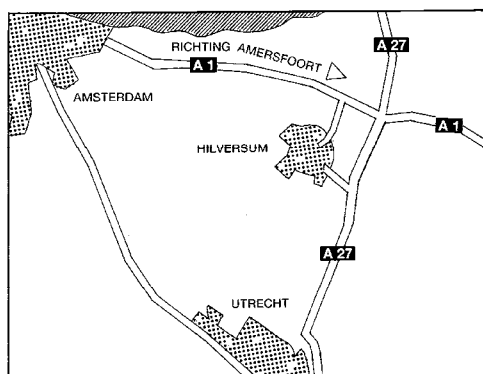 A 27
RICHTING AMERSFOORT
A 1
AMSTERDAM
A 1
HILVERSUM
A 27
UTRECHT